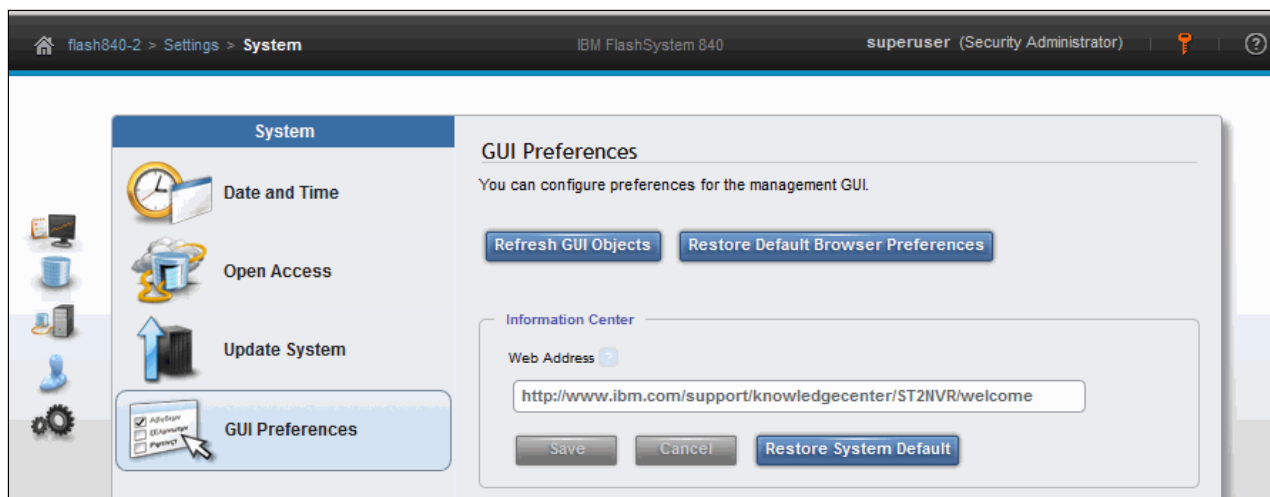 flash840-2 > Settings > System
IBM FlashSystem 840
superuser (Security Administrator)
System
Date and Time
Open Access
Update System
GUI Preferences
GUI Preferences
You can configure preferences for the management GUI.
Refresh GUI Objects
Restore Default Browser Preferences
Information Center
Web Address ?
http://www.ibm.com/support/knowledgecenter/ST2NVR/welcome
Save
Cancel
Restore System Default